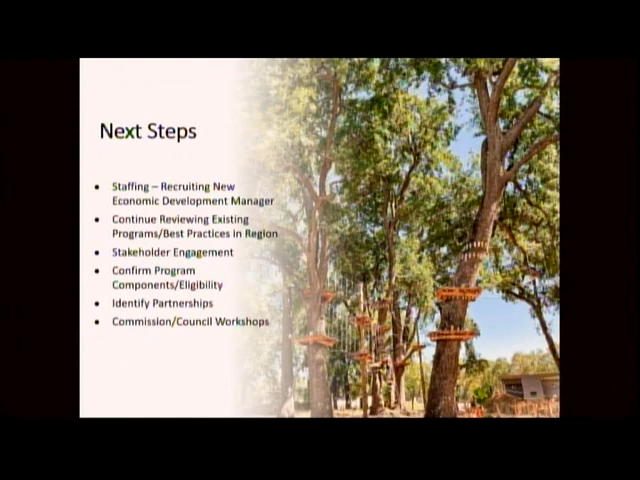 Next Steps
• Staffing – Recruiting New
Economic Development Manager
• Continue Reviewing Existing
Programs/Best Practices in Region
• Stakeholder Engagement
• Confirm Program
Components/Eligibility
• Identify Partnerships
• Commission/Council Workshops